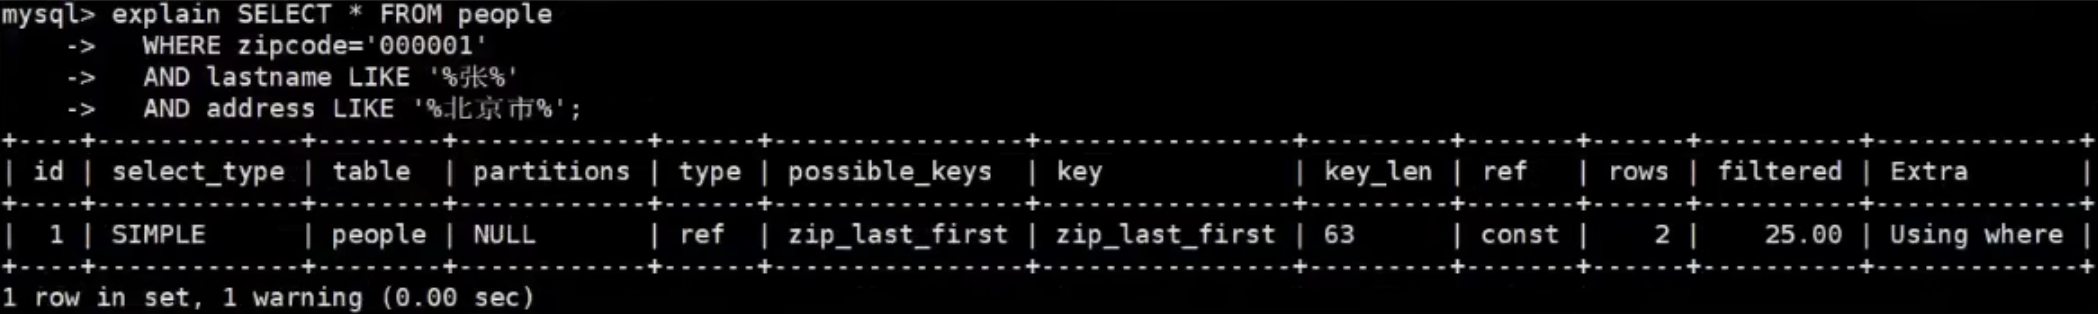 mysql> explain SELECT * FROM people
    ->   WHERE zipcode='000001'
    ->   AND lastname LIKE '%张%'
    ->   AND address LIKE '%北京市%';
+----+-------------+--------+------------+------+----------------+----------------+---------+-------+------+----------+-------------+
| id | select_type | table  | partitions | type | possible_keys  | key            | key_len | ref   | rows | filtered | Extra       |
+----+-------------+--------+------------+------+----------------+----------------+---------+-------+------+----------+-------------+
|  1 | SIMPLE      | people | NULL       | ref  | zip_last_first | zip_last_first | 63      | const |    2 |    25.00 | Using where |
+----+-------------+--------+------------+------+----------------+----------------+---------+-------+------+----------+-------------+
1 row in set, 1 warning (0.00 sec)